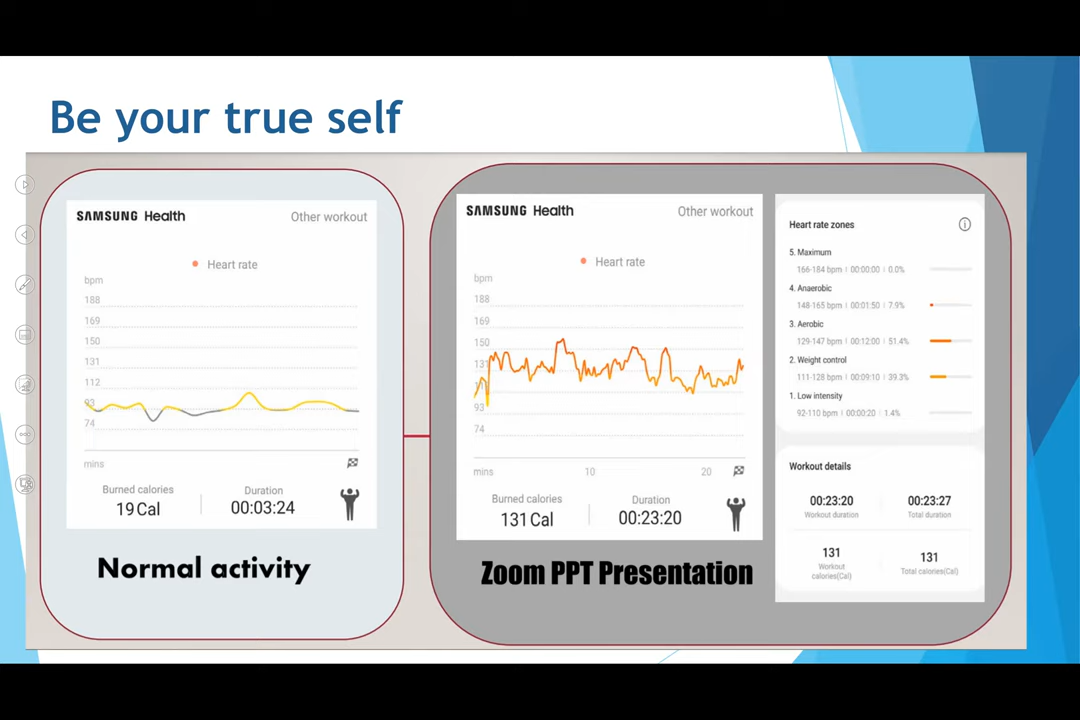 Be your true self
SAMSUNG Health
Other workout
Heart rate
bpm
188
169
150
131
112
93
74
mins
Burned calories
19 Cal
Duration
00:03:24
Normal activity
SAMSUNG Health
Other workout
Heart rate
bpm
188
169
150
131
93
74
mins
10
20
Burned calories
131 Cal
Duration
00:23:20
Zoom PPT Presentation
Heart rate zones
5. Maximum
166-184 bpm | 00:00:00 | 0.0%
4. Anaerobic
148-165 bpm | 00:01:50 | 7.9%
3. Aerobic
129-147 bpm | 00:12:00 | 51.4%
2. Weight control
111-128 bpm | 00:09:10 | 39.3%
1. Low intensity
92-110 bpm | 00:00:20 | 1.4%
Workout details
00:23:20
Workout duration
00:23:27
Total duration
131
Workout
calories(Cal)
131
Total calories(Cal)